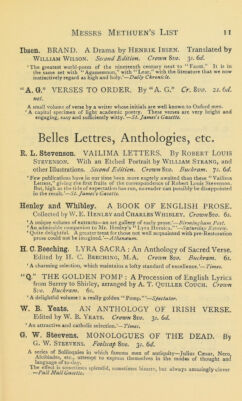 MESSRS METHUEN'S LIST 11
Ibsen. BRAND. A Drama by HENRIK IBSEN. Translated by
WILLIAM WILSON. Second Edition. Crown 8vo. 3s. 6d.
'The greatest world-poem of the nineteenth century next to "Faust." It is in
the same set with "Agamemnon," with "Lear," with the literature that we now
instinctively regard as high and holy.'—Daily Chronicle.
"A. G." VERSES TO ORDER. By "A. G." Cr. 8vo. 2s. 6d.
net.
A small volume of verse by a writer whose initials are well known to Oxford men.
'A capital specimen of light academic poetry. These verses are very bright and
engaging, easy and sufficiently witty.'—St. James's Gazette.
Belles Lettres, Anthologies, etc.
R. L. Stevenson. VAILIMA LETTERS. By ROBERT LOUIS
STEVENSON. With an Etched Portrait by WILLIAM STRANG, and
other Illustrations. Second Edition. Crown 8vo. Buckram. 7s. 6d.
'Few publications have in our time been more eagerly awaited than these "Vailima
Letters," giving the first fruits of the correspondence of Robert Louis Stevenson.
But, high as the tide of expectation has run, no reader can possibly be disappointed
in the result.'—St. James's Gazette.
Henley and Whibley. A BOOK OF ENGLISH PROSE.
Collected by W. E. HENLEY and CHARLES WHIBLEY. Crown 8vo. 6s.
'A unique volume of extracts—an art gallery of early prose.'—Birmingham Post.
'An admirable companion to Mr. Henley's "Lyra Heroica."'—Saturday Review.
'Quite delightful. A greater treat for those not well acquainted with pre-Restoration
prose could not be imagined.'—Athenæum.
H. C. Beeching. LYRA SACRA: An Anthology of Sacred Verse.
Edited by H. C. BEECHING, M.A. Crown 8vo. Buckram. 6s.
'A charming selection, which maintains a lofty standard of excellence.'—Times.
"Q." THE GOLDEN POMP: A Procession of English Lyrics
from Surrey to Shirley, arranged by A. T. QUILLER COUCH. Crown
8vo. Buckram. 6s.
'A delightful volume: a really golden "Pomp."'—Spectator.
W. B. Yeats. AN ANTHOLOGY OF IRISH VERSE.
Edited by W. B. YEATS. Crown 8vo. 3s. 6d.
'An attractive and catholic selection.'—Times.
G. W. Steevens. MONOLOGUES OF THE DEAD. By
G. W. STEEVENS. Foolscap 8vo. 3s. 6d.
A series of Soliloquies in which famous men of antiquity—Julius Cæsar, Nero,
Alcibiades, etc., attempt to express themselves in the modes of thought and
language of to-day.
The effect is sometimes splendid, sometimes bizarre, but always amazingly clever
—Pall Mall Gazette.